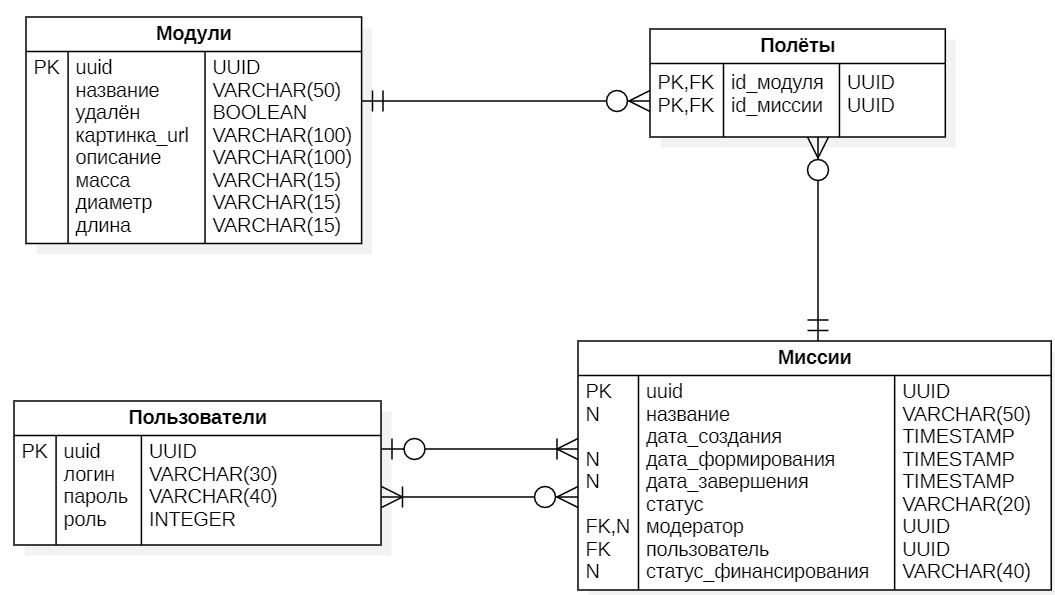 Модули
PK uuid UUID
название VARCHAR(50)
удалён BOOLEAN
картинка_url VARCHAR(100)
описание VARCHAR(100)
масса VARCHAR(15)
диаметр VARCHAR(15)
длина VARCHAR(15)
Полёты
PK,FK id_модуля UUID
PK,FK id_миссии UUID
Пользователи
PK uuid UUID
логин VARCHAR(30)
пароль VARCHAR(40)
роль INTEGER
Миссии
PK uuid UUID
N название VARCHAR(50)
дата_создания TIMESTAMP
N дата_формирования TIMESTAMP
N дата_завершения TIMESTAMP
статус VARCHAR(20)
FK,N модератор UUID
FK пользователь UUID
N статус_финансирования VARCHAR(40)